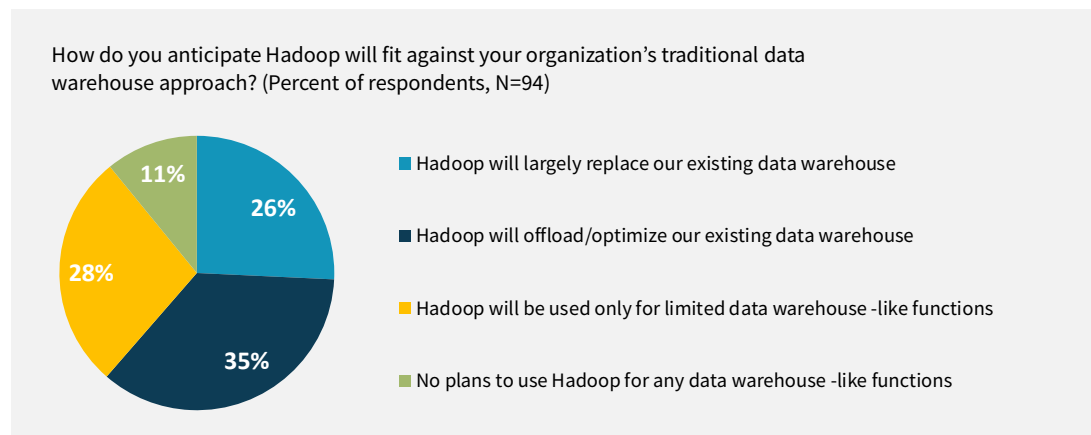 How do you anticipate Hadoop will fit against your organization's traditional data
warehouse approach? (Percent of respondents, N=94)
11%
26%
28%
35%
Hadoop will largely replace our existing data warehouse
Hadoop will offload/optimize our existing data warehouse
Hadoop will be used only for limited data warehouse -like functions
No plans to use Hadoop for any data warehouse -like functions